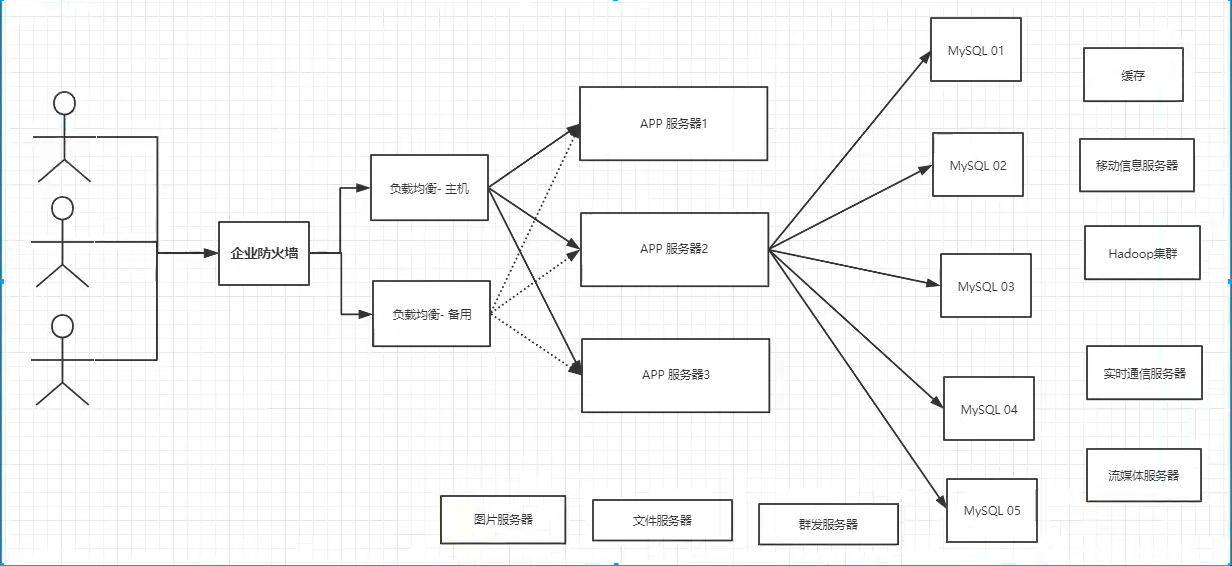 企业防火墙
负载均衡- 主机
负载均衡- 备用
APP 服务器1
APP 服务器2
APP 服务器3
MySQL 01
MySQL 02
MySQL 03
MySQL 04
MySQL 05
缓存
移动信息服务器
Hadoop集群
实时通信服务器
流媒体服务器
图片服务器
文件服务器
群发服务器